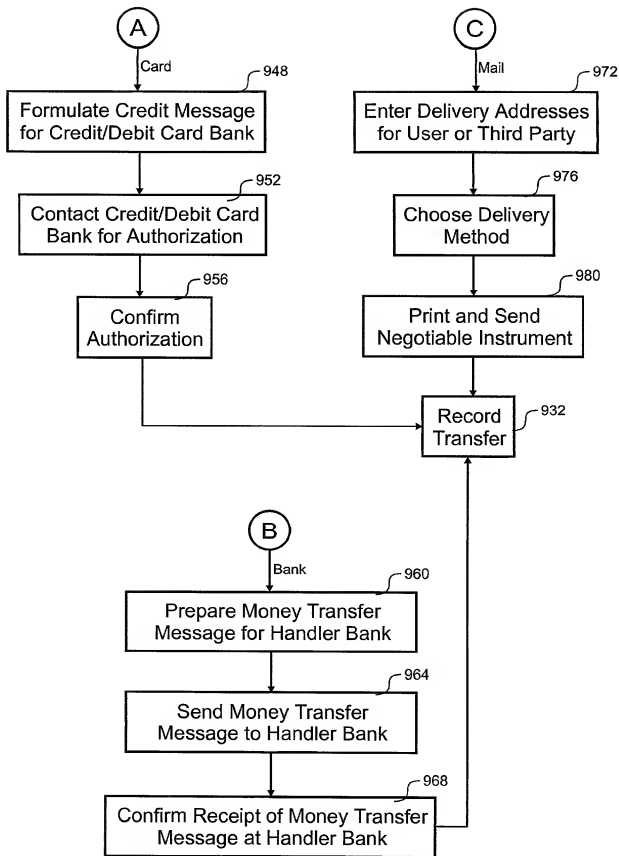 A
Card
948
Formulate Credit Message
for Credit/Debit Card Bank
952
Contact Credit/Debit Card
Bank for Authorization
956
Confirm
Authorization
C
Mail
972
Enter Delivery Addresses
for User or Third Party
976
Choose Delivery
Method
980
Print and Send
Negotiable Instrument
Record
Transfer
932
B
Bank
960
Prepare Money Transfer
Message for Handler Bank
964
Send Money Transfer
Message to Handler Bank
968
Confirm Receipt of Money Transfer
Message at Handler Bank